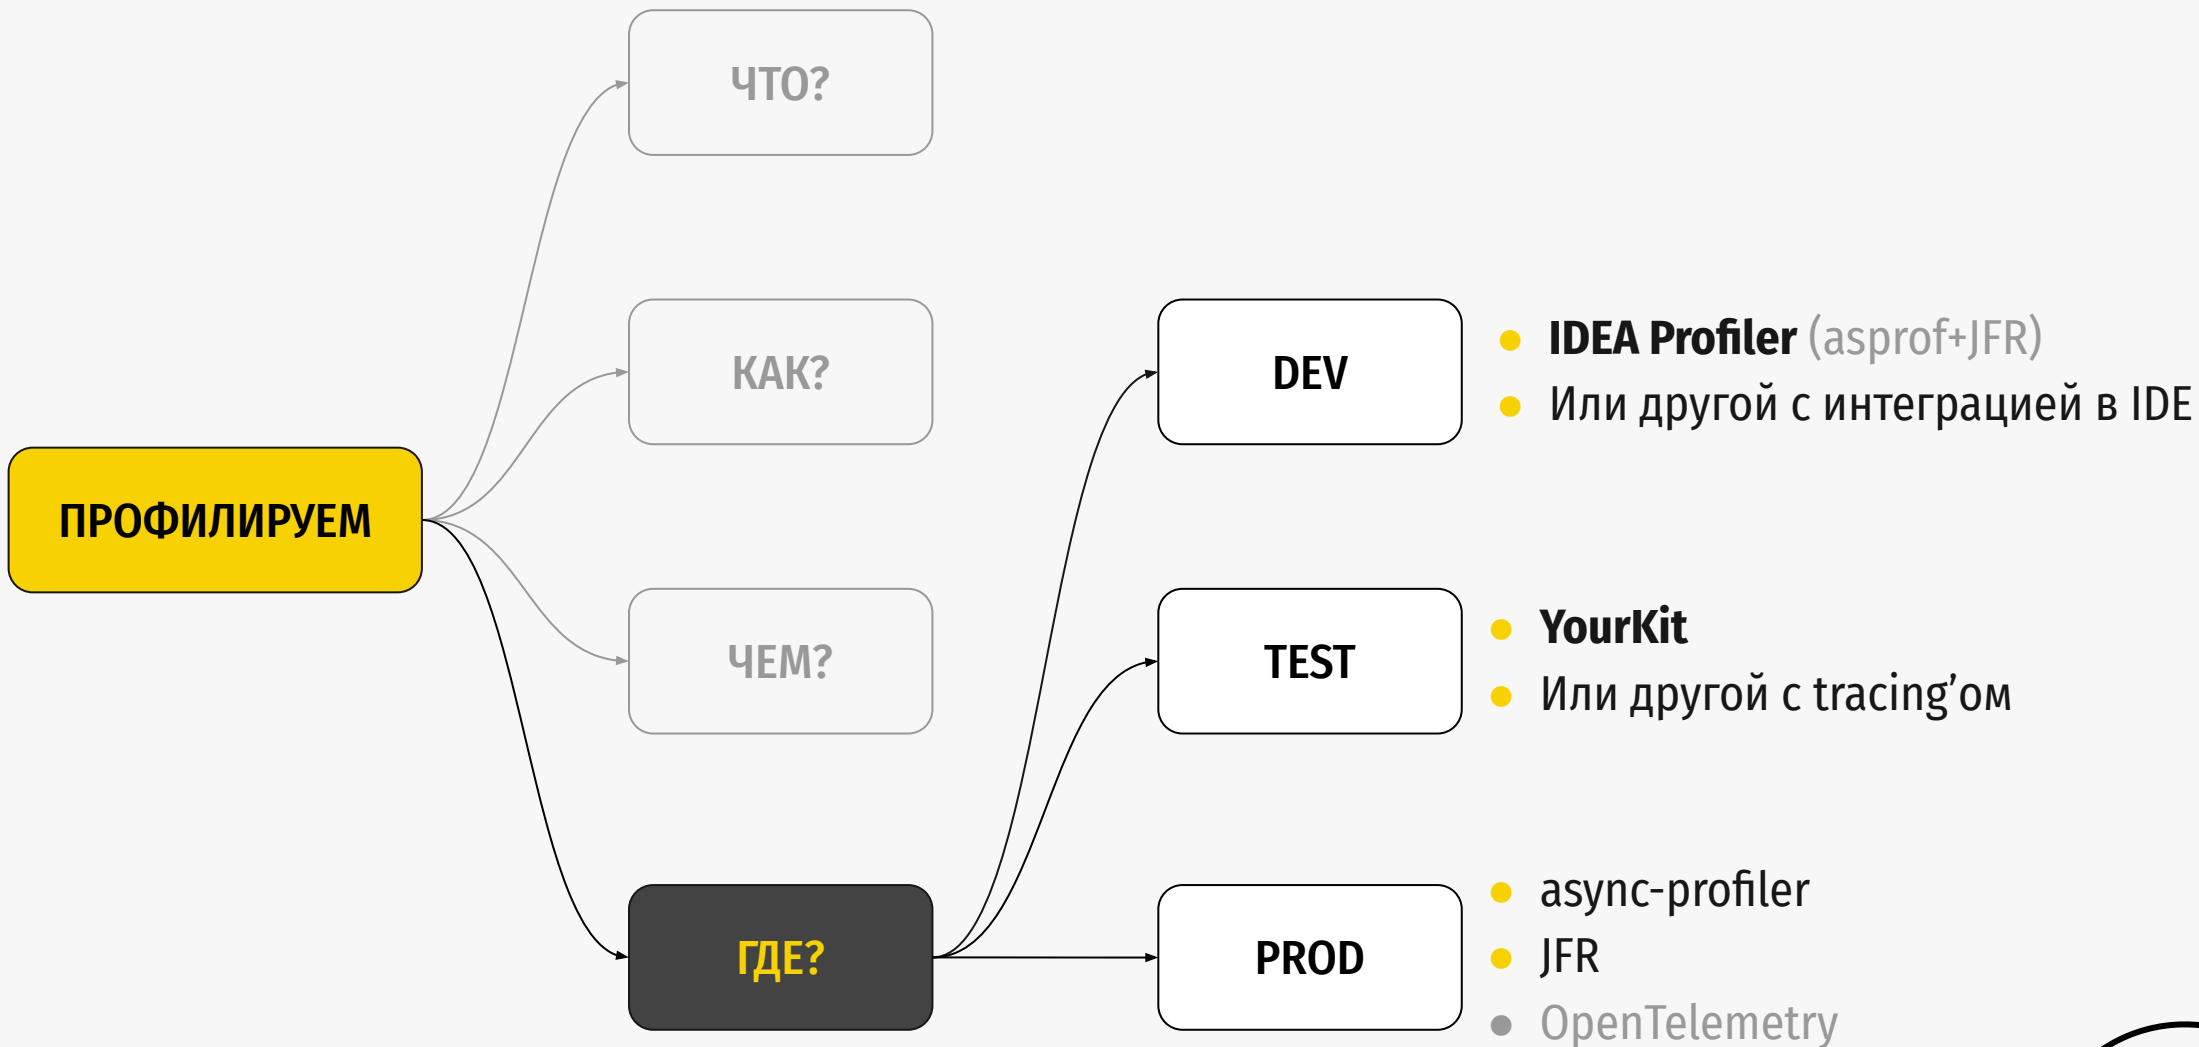 ЧТО?
КАК?
ЧЕМ?
ПРОФИЛИРУЕМ
ГДЕ?
DEV
IDEA Profiler (asprof+JFR)
Или другой с интеграцией в IDE
TEST
YourKit
Или другой с tracing’ом
PROD
async-profiler
JFR
OpenTelemetry